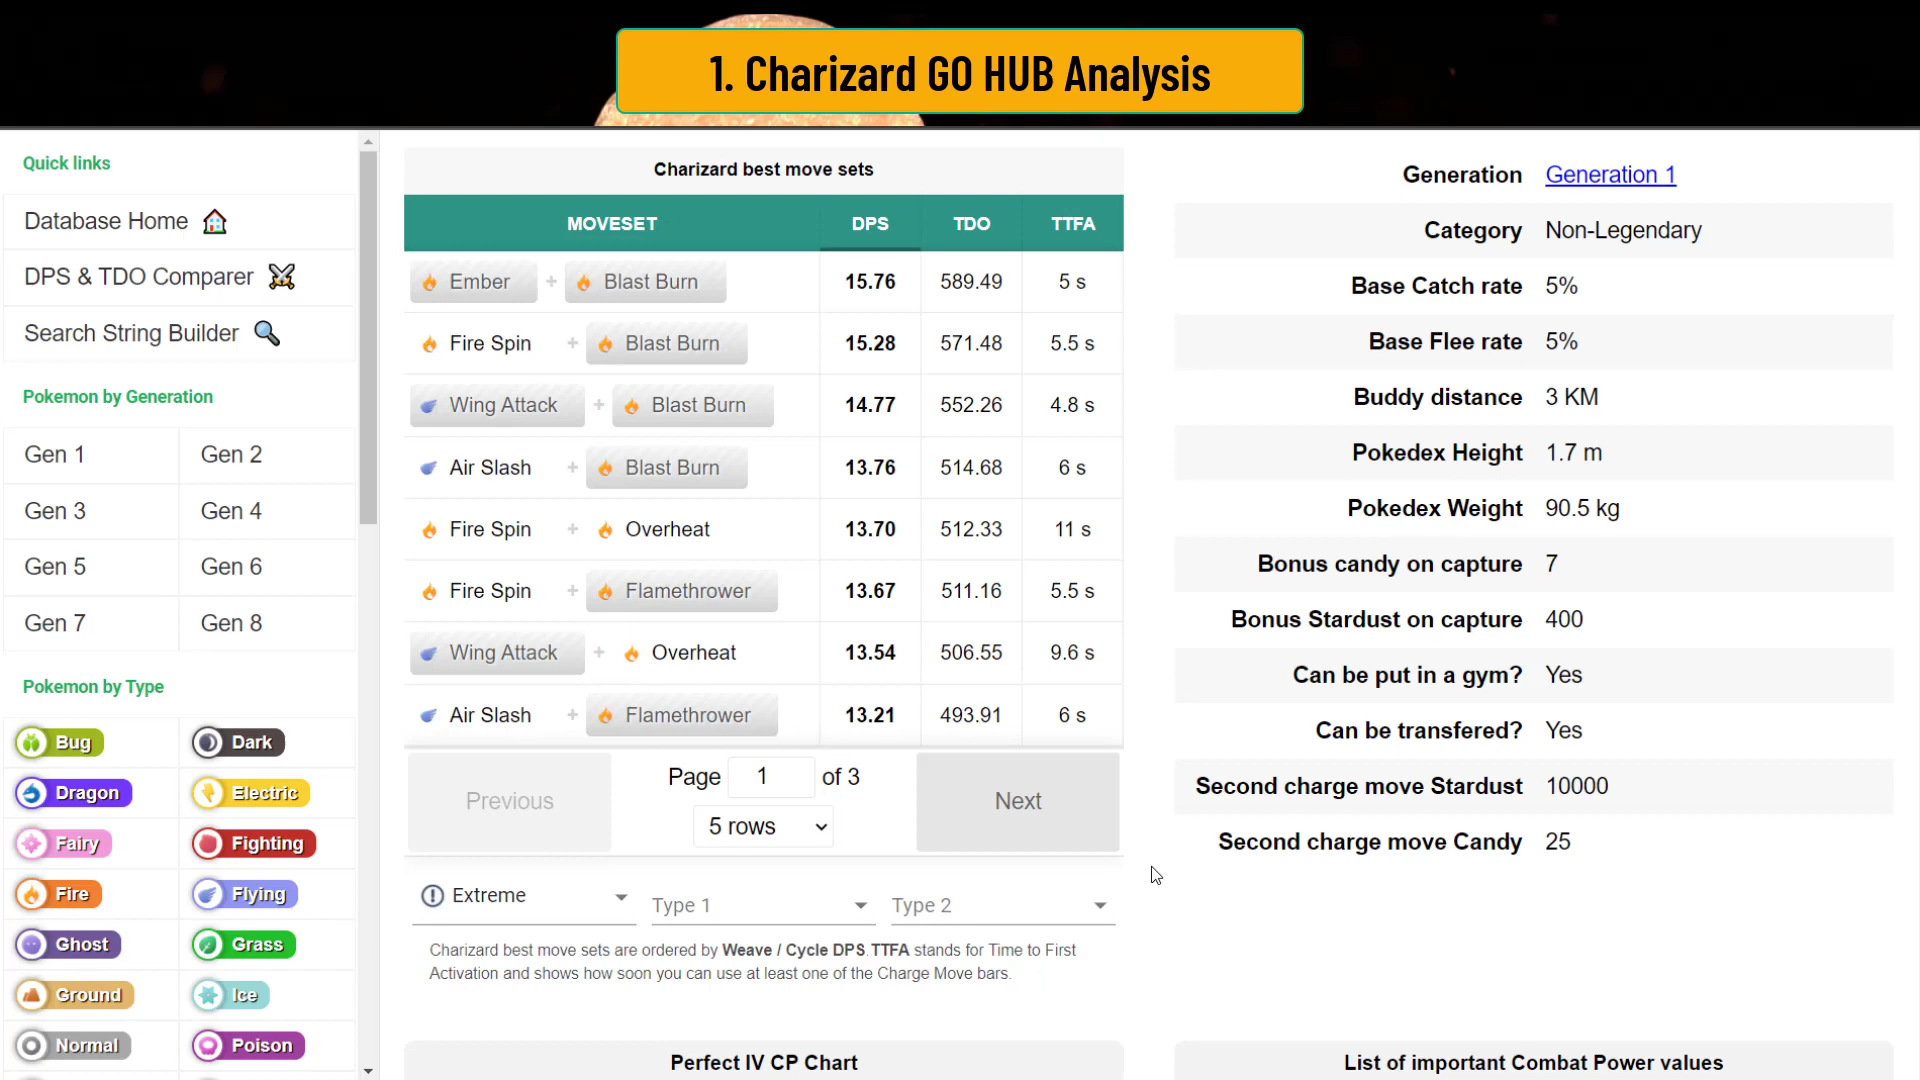 1. Charizard GO HUB Analysis
Quick links
Database Home
DPS & TDO Comparer
Search String Builder
Pokemon by Generation
Gen 1 Gen 2
Gen 3 Gen 4
Gen 5 Gen 6
Gen 7 Gen 8
Pokemon by Type
Bug Dark
Dragon Electric
Fairy Fighting
Fire Flying
Ghost Grass
Ground Ice
Normal Poison
Charizard best move sets
MOVESET DPS TDO TTFA
Ember + Blast Burn 15.76 589.49 5 s
Fire Spin + Blast Burn 15.28 571.48 5.5 s
Wing Attack + Blast Burn 14.77 552.26 4.8 s
Air Slash + Blast Burn 13.76 514.68 6 s
Fire Spin + Overheat 13.70 512.33 11 s
Fire Spin + Flamethrower 13.67 511.16 5.5 s
Wing Attack + Overheat 13.54 506.55 9.6 s
Air Slash + Flamethrower 13.21 493.91 6 s
Previous Page 1 of 3 Next
5 rows
Extreme Type 1 Type 2
Charizard best move sets are ordered by Weave / Cycle DPS. TTFA stands for Time to First
Activation and shows how soon you can use at least one of the Charge Move bars.
Perfect IV CP Chart
Generation Generation 1
Category Non-Legendary
Base Catch rate 5%
Base Flee rate 5%
Buddy distance 3 KM
Pokedex Height 1.7 m
Pokedex Weight 90.5 kg
Bonus candy on capture 7
Bonus Stardust on capture 400
Can be put in a gym? Yes
Can be transfered? Yes
Second charge move Stardust 10000
Second charge move Candy 25
List of important Combat Power values